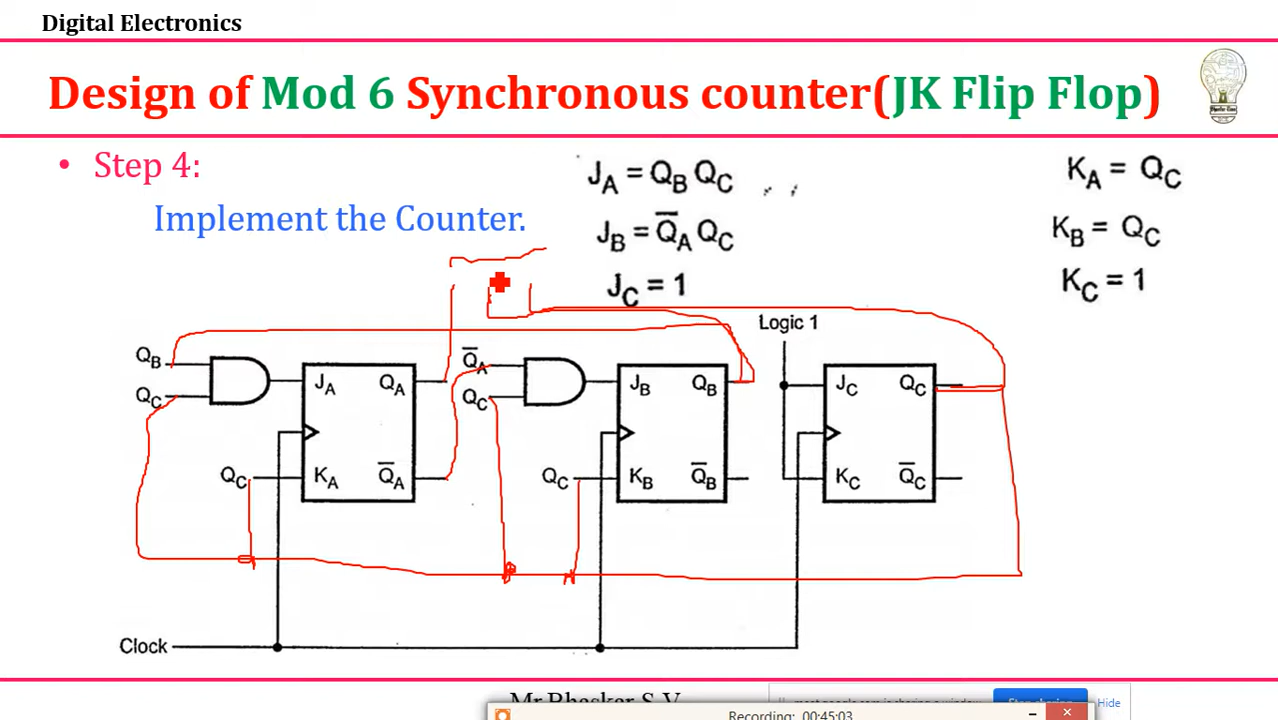 Digital Electronics
Design of Mod 6 Synchronous counter(JK Flip Flop)
• Step 4:
Implement the Counter.
J_A = Q_B Q_C
K_A = Q_C
J_B = Q̅_A Q_C
K_B = Q_C
J_C = 1
K_C = 1
Logic 1
Q_B
J_A Q_A
Q̅_A
J_B Q_B
J_C Q_C
Q_C
Q_C
Q_C
K_A Q̅_A
Q_C
K_B Q̅_B
K_C Q̅_C
Clock
Mr Bhaskar S.V
Hide
Recording: 00:45:03